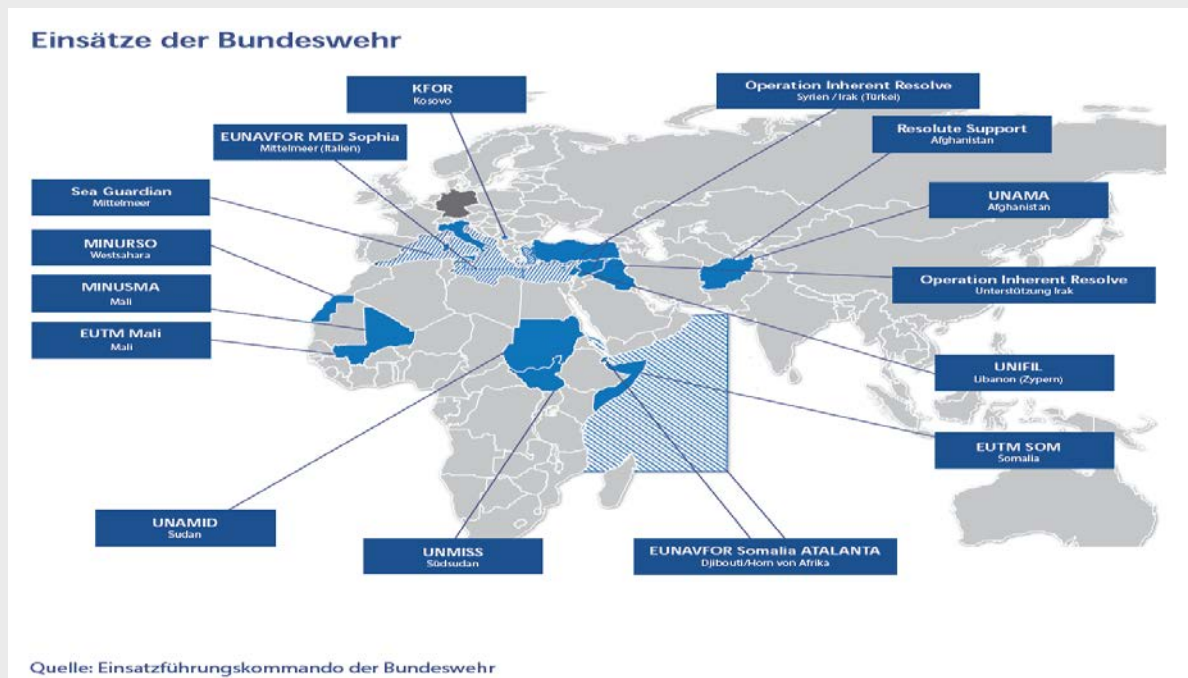 Einsätze der Bundeswehr
KFOR
Kosovo
Operation Inherent Resolve
Syrien / Irak (Türkei)
EUNAVFOR MED Sophia
Mittelmeer (Italien)
Resolute Support
Afghanistan
Sea Guardian
Mittelmeer
UNAMA
Afghanistan
MINURSO
Westsahara
MINUSMA
Mali
Operation Inherent Resolve
Unterstützung Irak
EUTM Mali
Mali
UNIFIL
Libanon (Zypern)
EUTM SOM
Somalia
UNAMID
Sudan
UNMISS
Südsudan
EUNAVFOR Somalia ATALANTA
Djibouti/Horn von Afrika
Quelle: Einsatzführungskommando der Bundeswehr